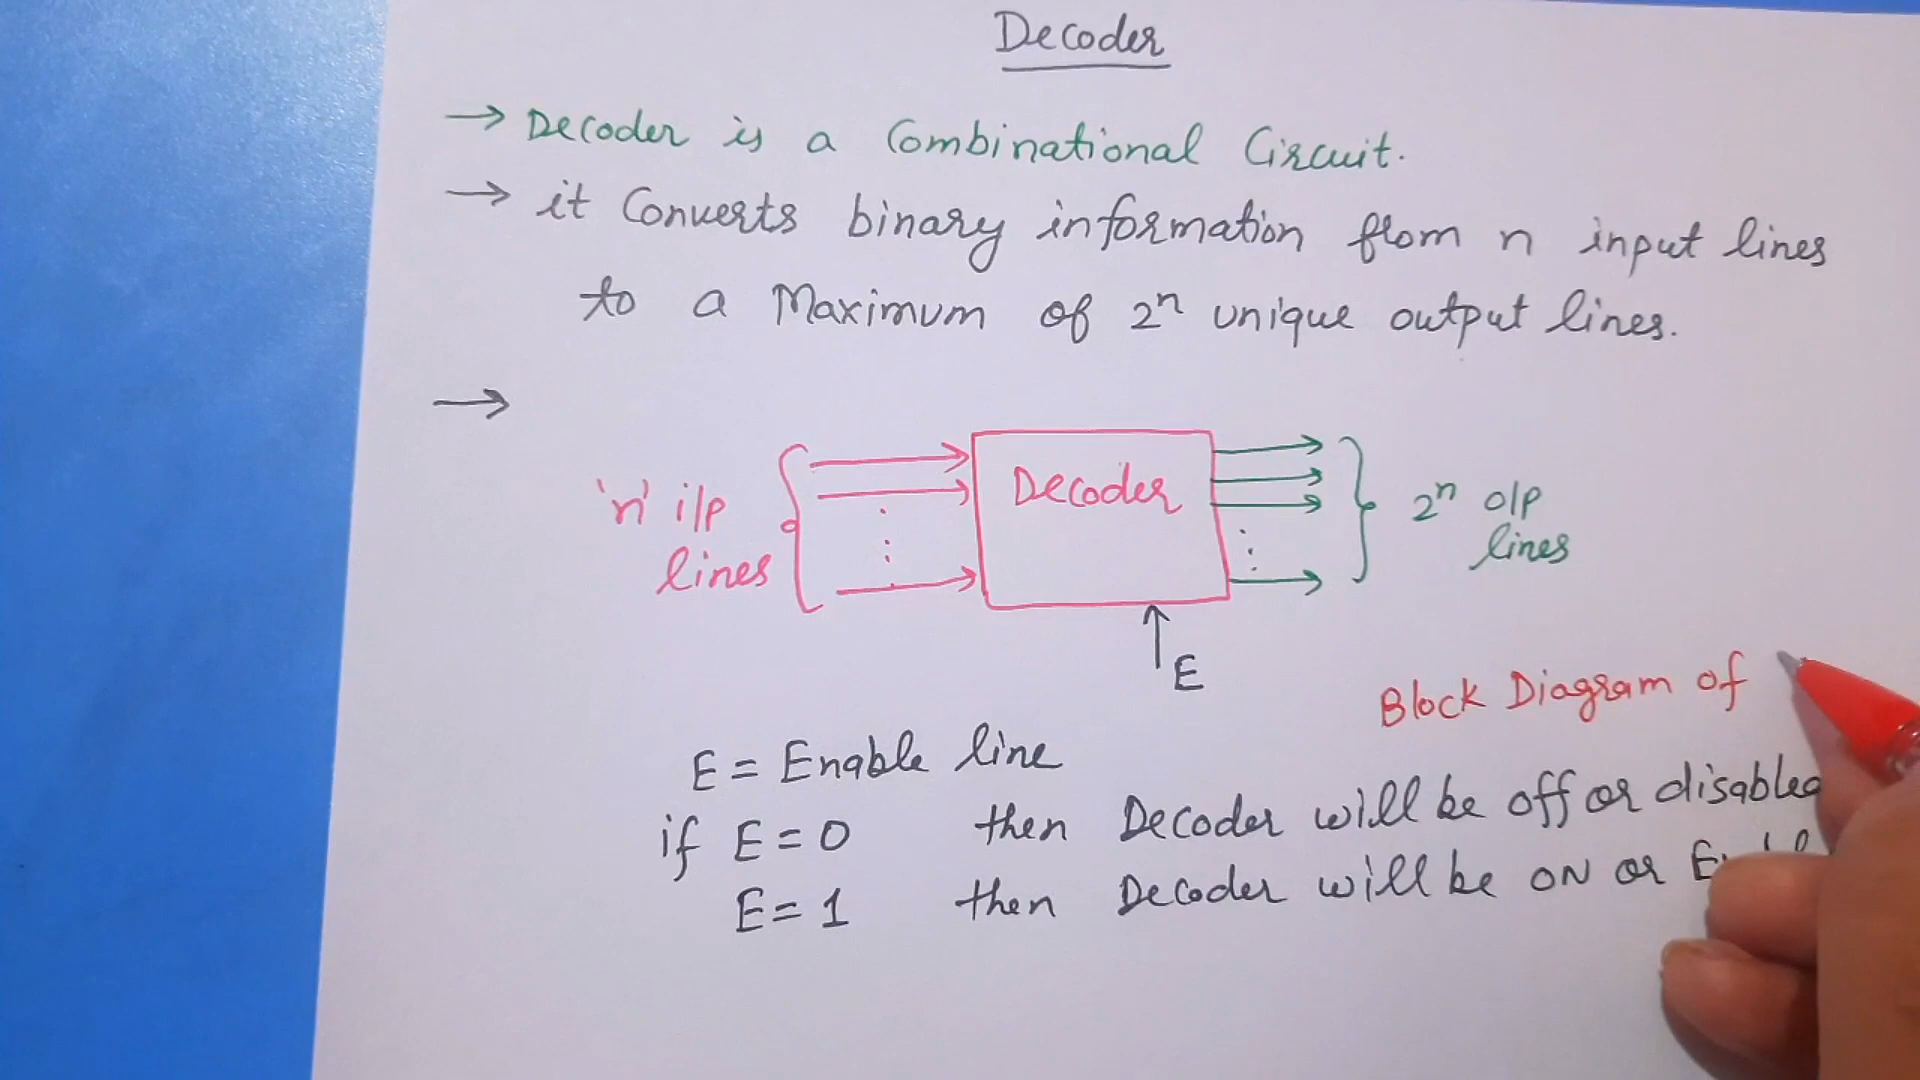 Decoder
→ Decoder is a Combinational Circuit.
→ it Converts binary information from n input lines
to a Maximum of 2ⁿ unique output lines.
→
'n' i/p
lines
Decoder
2ⁿ o/p
lines
E
Block Diagram of
E = Enable line
if E = 0 then Decoder will be off or disabled
E = 1 then Decoder will be ON or